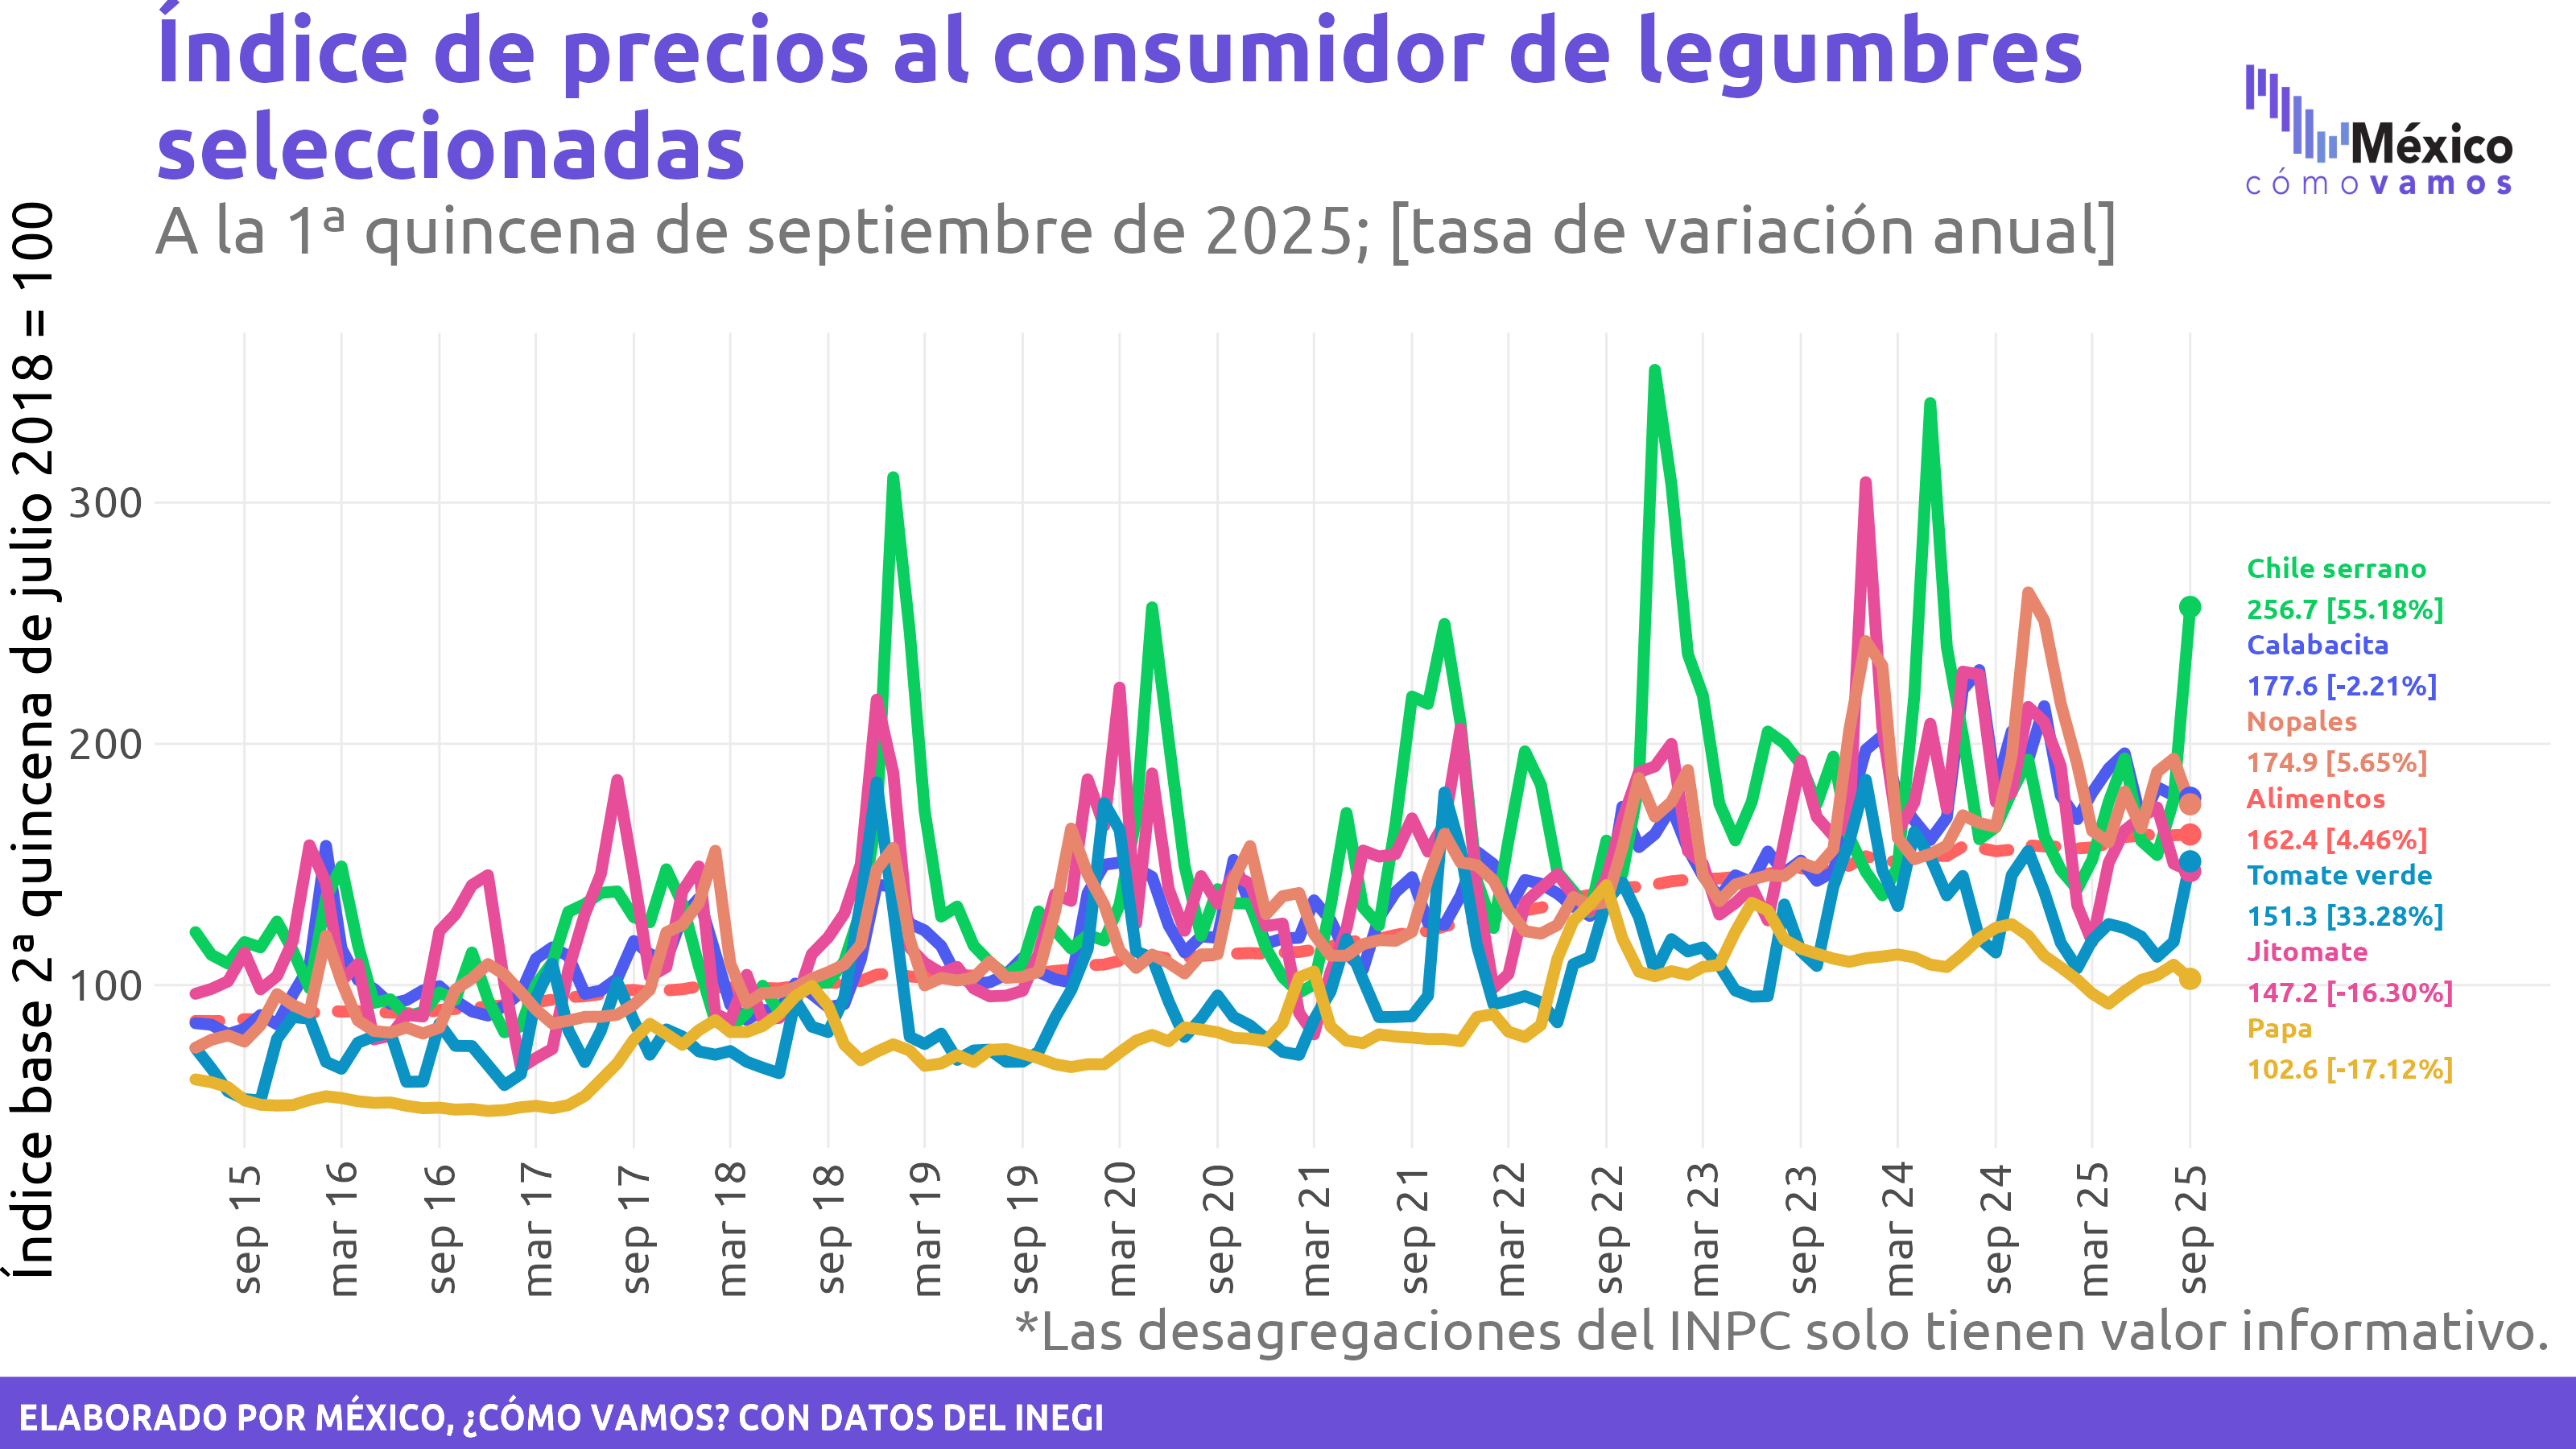 Índice de precios al consumidor de legumbres
seleccionadas
A la 1ª quincena de septiembre de 2025; [tasa de variación anual]
México
cómo vamos
Índice base 2ª quincena de julio 2018 = 100
300
200
100
Chile serrano
256.7 [55.18%]
Calabacita
177.6 [-2.21%]
Nopales
174.9 [5.65%]
Alimentos
162.4 [4.46%]
Tomate verde
151.3 [33.28%]
Jitomate
147.2 [-16.30%]
Papa
102.6 [-17.12%]
sep 15
mar 16
sep 16
mar 17
sep 17
mar 18
sep 18
mar 19
sep 19
mar 20
sep 20
mar 21
sep 21
mar 22
sep 22
mar 23
sep 23
mar 24
sep 24
mar 25
sep 25
*Las desagregaciones del INPC solo tienen valor informativo.
ELABORADO POR MÉXICO, ¿CÓMO VAMOS? CON DATOS DEL INEGI